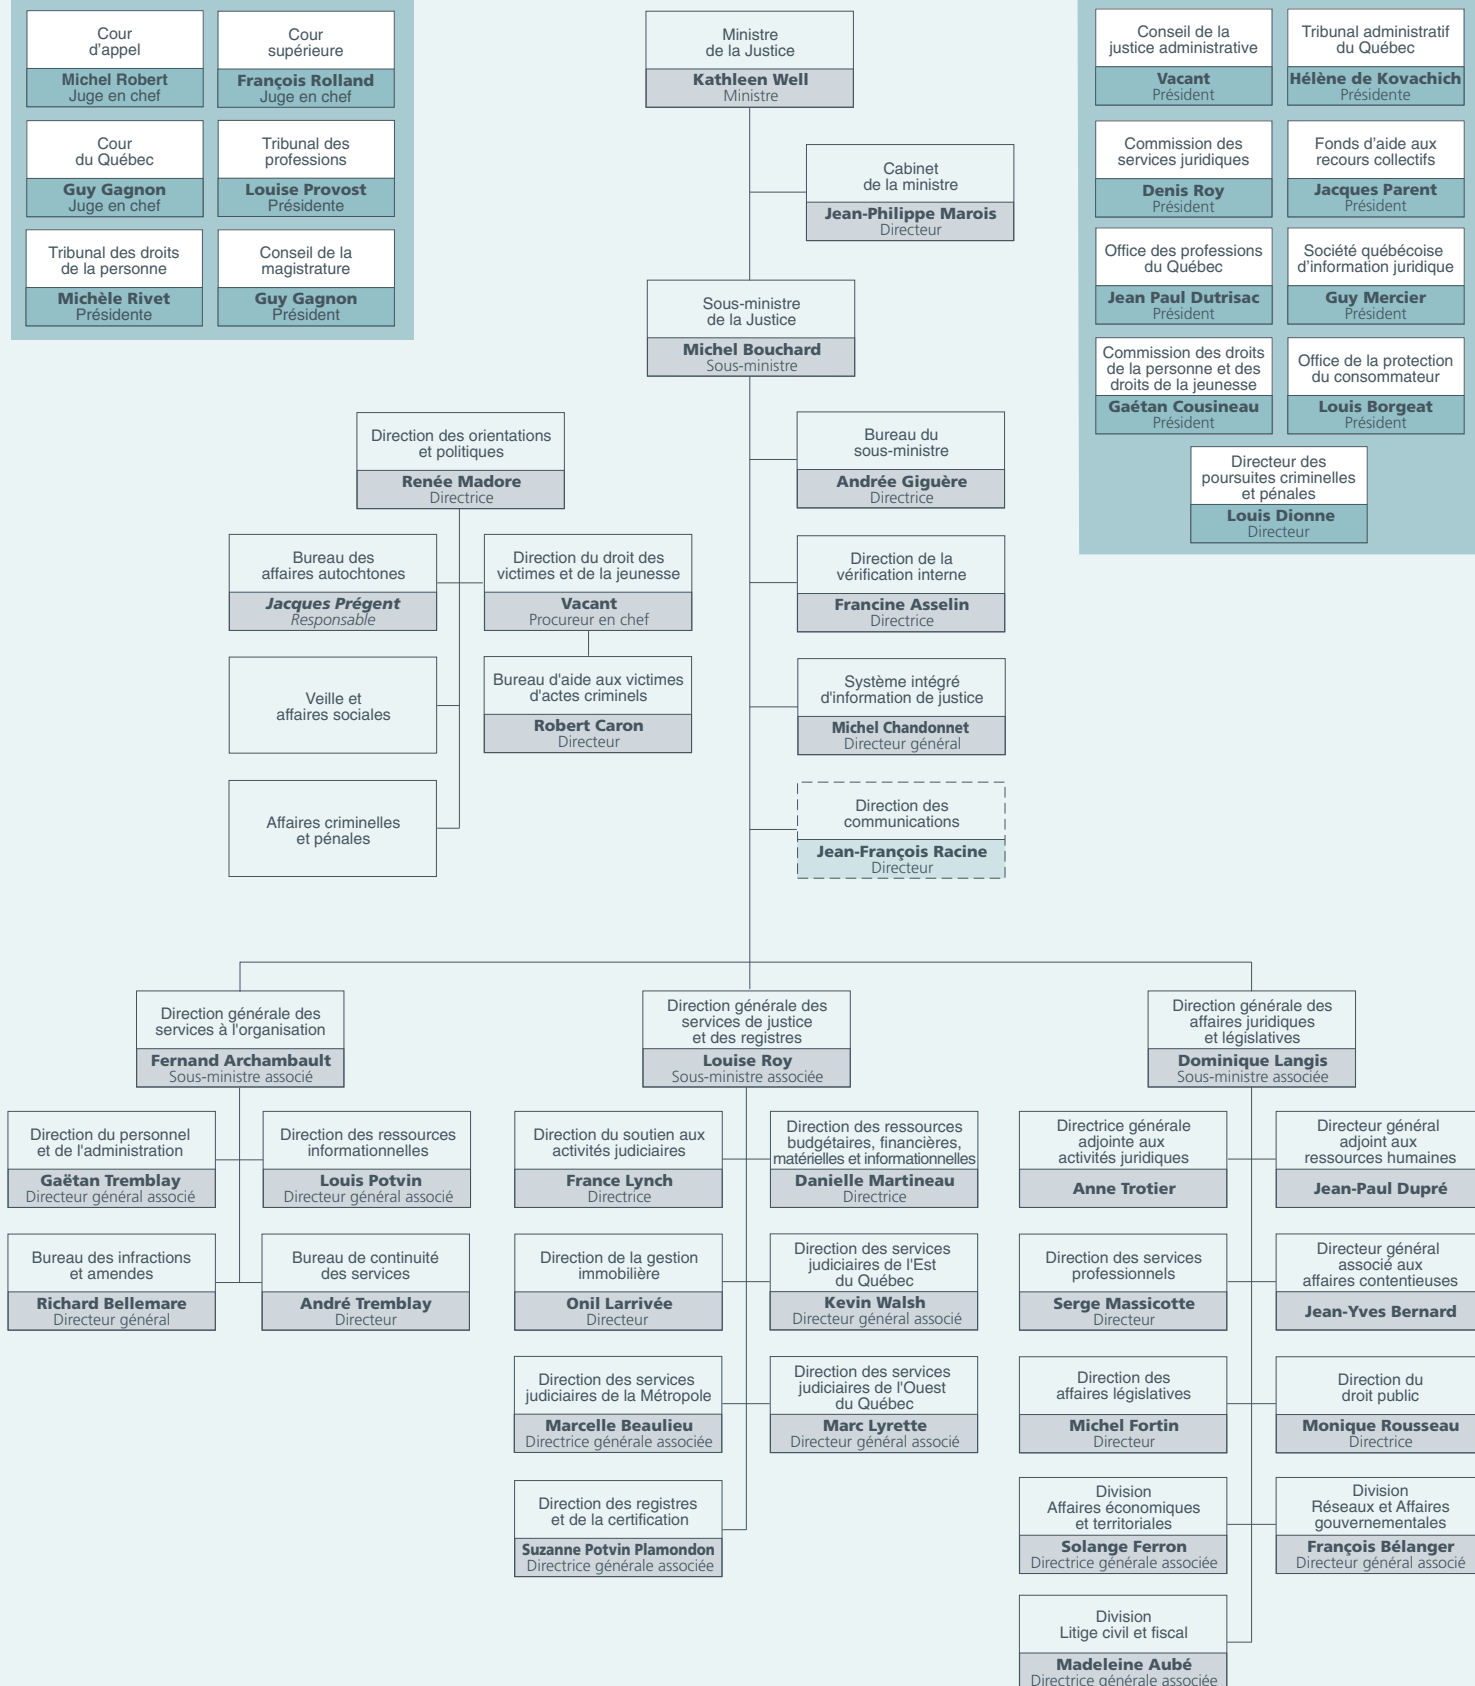 Cour
d'appel
Michel Robert
Juge en chef
Cour
supérieure
François Rolland
Juge en chef
Cour
du Québec
Guy Gagnon
Juge en chef
Tribunal des
professions
Louise Provost
Présidente
Tribunal des droits
de la personne
Michèle Rivet
Présidente
Conseil de la
magistrature
Guy Gagnon
Président
Ministre
de la Justice
Kathleen Well
Ministre
Cabinet
de la ministre
Jean-Philippe Marois
Directeur
Sous-ministre
de la Justice
Michel Bouchard
Sous-ministre
Conseil de la
justice administrative
Vacant
Président
Tribunal administratif
du Québec
Hélène de Kovachich
Présidente
Commission des
services juridiques
Denis Roy
Président
Fonds d'aide aux
recours collectifs
Jacques Parent
Président
Office des professions
du Québec
Jean Paul Dutrisac
Président
Société québécoise
d'information juridique
Guy Mercier
Président
Commission des droits
de la personne et des
droits de la jeunesse
Gaétan Cousineau
Président
Office de la protection
du consommateur
Louis Borgeat
Président
Directeur des
poursuites criminelles
et pénales
Louis Dionne
Directeur
Direction des orientations
et politiques
Renée Madore
Directrice
Bureau des
affaires autochtones
Jacques Prégent
Responsable
Direction du droit des
victimes et de la jeunesse
Vacant
Procureur en chef
Veille et
affaires sociales
Bureau d'aide aux victimes
d'actes criminels
Robert Caron
Directeur
Affaires criminelles
et pénales
Bureau du
sous-ministre
Andrée Giguère
Directrice
Direction de la
vérification interne
Francine Asselin
Directrice
Système intégré
d'information de justice
Michel Chandonnet
Directeur général
Direction des
communications
Jean-François Racine
Directeur
Direction générale des
services à l'organisation
Fernand Archambault
Sous-ministre associé
Direction du personnel
et de l'administration
Gaëtan Tremblay
Directeur général associé
Direction des ressources
informationnelles
Louis Potvin
Directeur général associé
Bureau des infractions
et amendes
Richard Bellemare
Directeur général
Bureau de continuité
des services
André Tremblay
Directeur
Direction générale des
services de justice
et des registres
Louise Roy
Sous-ministre associée
Direction du soutien aux
activités judiciaires
France Lynch
Directrice
Direction des ressources
budgétaires, financières,
matérielles et informationnelles
Danielle Martineau
Directrice
Direction de la gestion
immobilière
Onil Larrivée
Directeur
Direction des services
judiciaires de l'Est
du Québec
Kevin Walsh
Directeur général associé
Direction des services
judiciaires de la Métropole
Marcelle Beaulieu
Directrice générale associée
Direction des services
judiciaires de l'Ouest
du Québec
Marc Lyrette
Directeur général associé
Direction des registres
et de la certification
Suzanne Potvin Plamondon
Directrice générale associée
Direction générale des
affaires juridiques
et législatives
Dominique Langis
Sous-ministre associée
Directrice générale
adjointe aux
activités juridiques
Anne Trotier
Directeur général
adjoint aux
ressources humaines
Jean-Paul Dupré
Direction des services
professionnels
Serge Massicotte
Directeur
Directeur général
associé aux
affaires contentieuses
Jean-Yves Bernard
Direction des
affaires législatives
Michel Fortin
Directeur
Direction du
droit public
Monique Rousseau
Directrice
Division
Affaires économiques
et territoriales
Solange Ferron
Directrice générale associée
Division
Réseaux et Affaires
gouvernementales
François Bélanger
Directeur général associé
Division
Litige civil et fiscal
Madeleine Aubé
Directrice générale associée